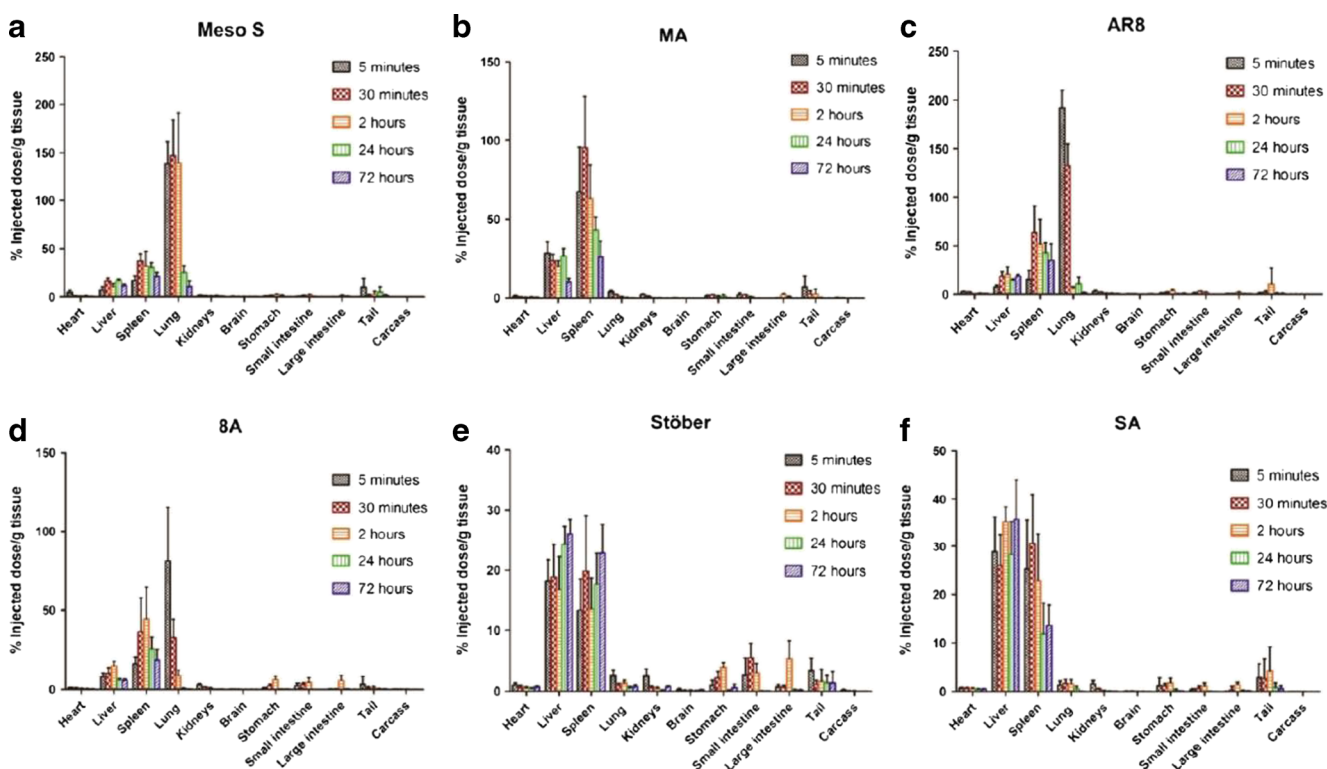 a
Meso S
% Injected dose/g tissue
250
200
150
100
50
0
5 minutes
30 minutes
2 hours
24 hours
72 hours
Heart
Liver
Spleen
Lung
Kidneys
Brain
Stomach
Small intestine
Large intestine
Tail
Carcass
b
MA
% Injected dose/g tissue
150
100
50
0
5 minutes
30 minutes
2 hours
24 hours
72 hours
Heart
Liver
Spleen
Lung
Kidney
Brain
Stomach
Small intestine
Large intestine
Tail
Carcass
c
AR8
% Injected dose/g tissue
250
200
150
100
50
0
5 minutes
30 minutes
2 hours
24 hours
72 hours
Heart
Liver
Spleen
Lung
Kidneys
Brain
Stomach
Small intestine
Large intestine
Tail
Carcass
d
8A
% Injected dose/g tissue
150
100
50
0
5 minutes
30 minutes
2 hours
24 hours
72 hours
Heart
Liver
Spleen
Lung
Kidneys
Brain
Stomach
Small intestine
Large intestine
Tail
Carcass
e
Stöber
% Injected dose/g tissue
40
30
20
10
0
5 minutes
30 minutes
2 hours
24 hours
72 hours
Heart
Liver
Spleen
Lung
Kidneys
Brain
Stomach
Small intestine
Large intestine
Tail
Carcass
f
SA
% Injected dose/g tissue
50
40
30
20
10
0
5 minutes
30 minutes
2 hours
24 hours
72 hours
Heart
Liver
Spleen
Lung
Kidney
Brain
Stomach
Small intestine
Large intestine
Tail
Carcass